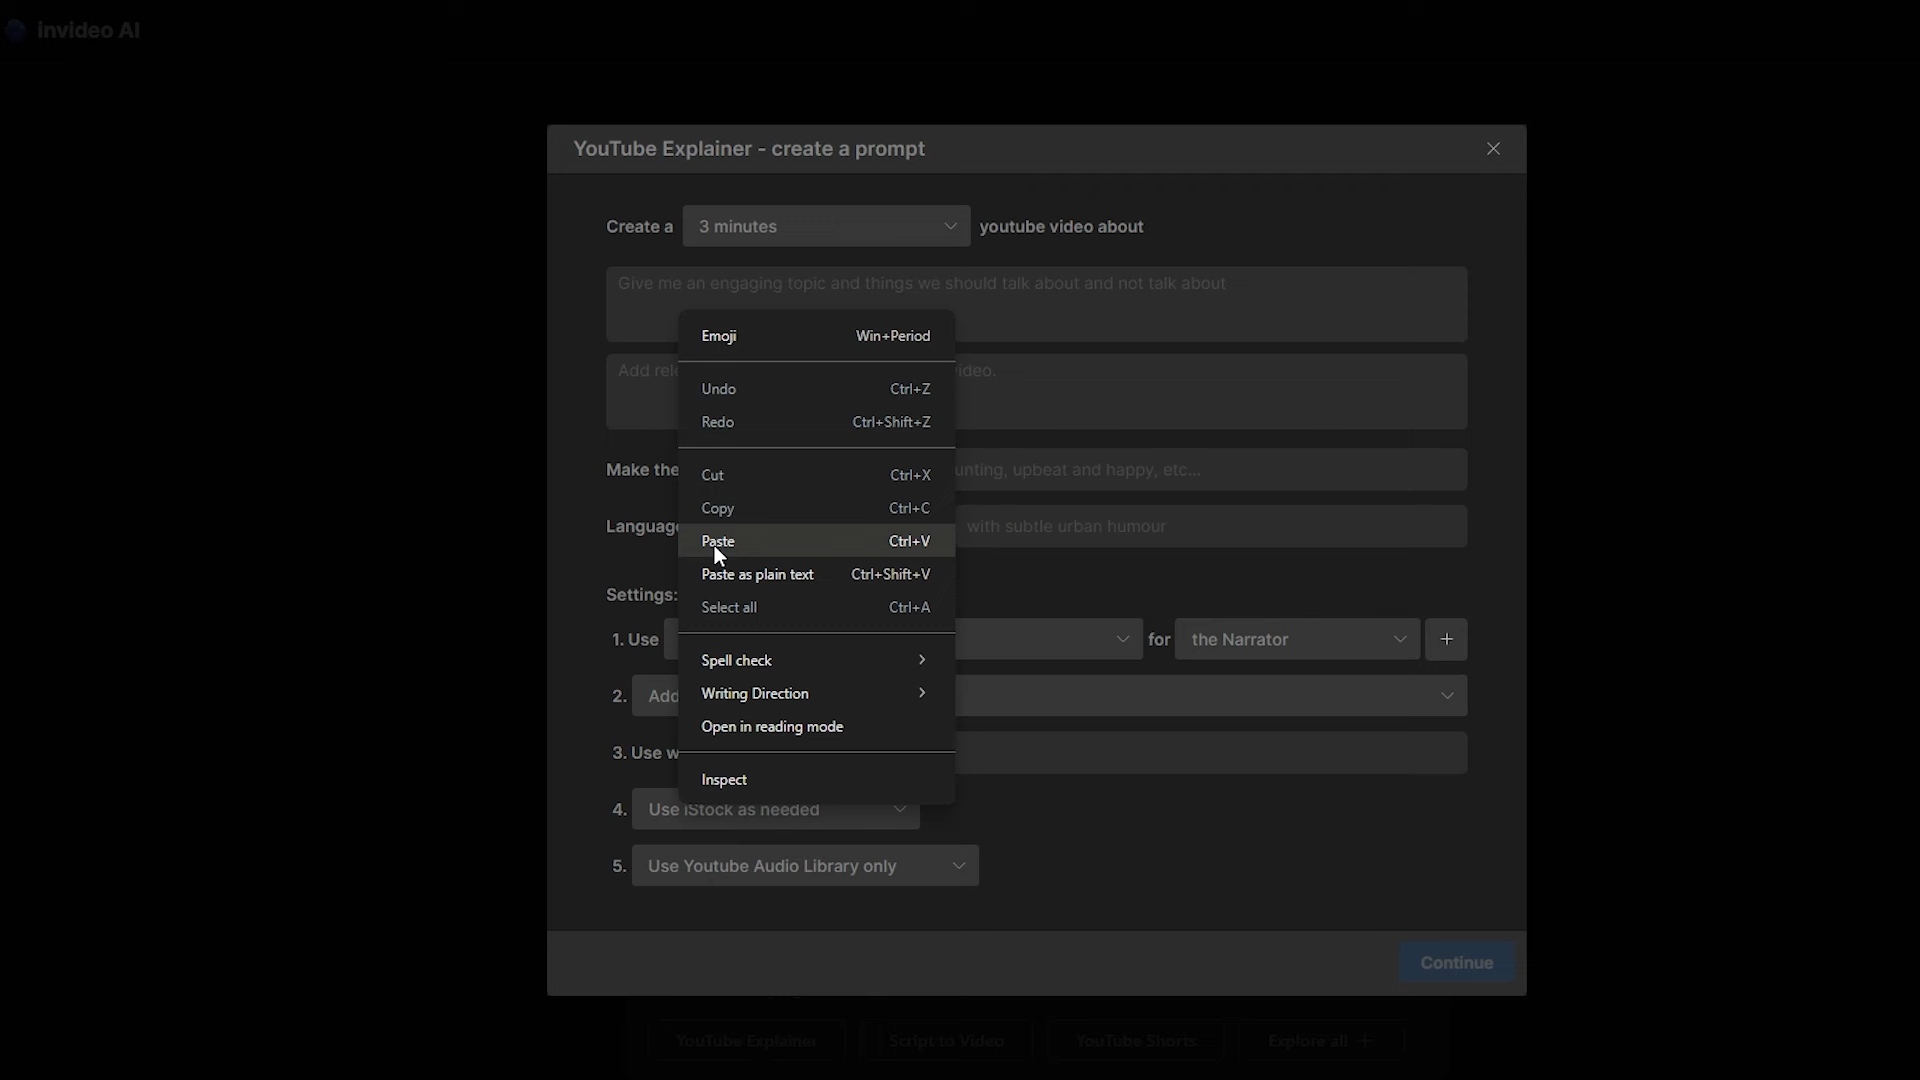 invideo AI
YouTube Explainer - create a prompt
Create a 3 minutes youtube video about
Give me an engaging topic and things we should talk about and not talk about
Emoji Win+Period
Add ideo.
Undo Ctrl+Z
Redo Ctrl+Shift+Z
Make the unting, upbeat and happy, etc...
Cut Ctrl+X
Copy Ctrl+C
Language with subtle urban humour
Paste Ctrl+V
Paste as plain text Ctrl+Shift+V
Settings:
Select all Ctrl+A
1. Use for the Narrator +
Spell check
2. Add
Writing Direction
Open in reading mode
3. Use w
Inspect
4. Use iStock as needed
5. Use Youtube Audio Library only
Continue
YouTube Explainer Script to Video YouTube Shorts Explore all +